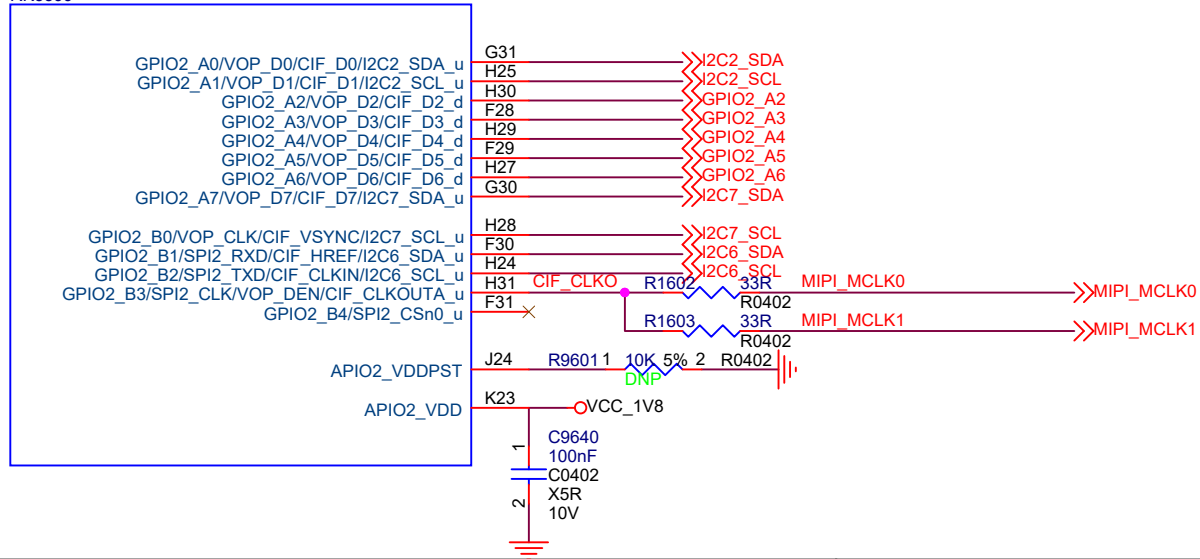 GPIO2_A0/VOP_D0/CIF_D0/I2C2_SDA_u G31 I2C2_SDA
GPIO2_A1/VOP_D1/CIF_D1/I2C2_SCL_u H25 I2C2_SCL
GPIO2_A2/VOP_D2/CIF_D2_d H30 GPIO2_A2
GPIO2_A3/VOP_D3/CIF_D3_d F28 GPIO2_A3
GPIO2_A4/VOP_D4/CIF_D4_d H29 GPIO2_A4
GPIO2_A5/VOP_D5/CIF_D5_d F29 GPIO2_A5
GPIO2_A6/VOP_D6/CIF_D6_d H27 GPIO2_A6
GPIO2_A7/VOP_D7/CIF_D7/I2C7_SDA_u G30 I2C7_SDA
GPIO2_B0/VOP_CLK/CIF_VSYNC/I2C7_SCL_u H28 I2C7_SCL
GPIO2_B1/SPI2_RXD/CIF_HREF/I2C6_SDA_u F30 I2C6_SDA
GPIO2_B2/SPI2_TXD/CIF_CLKIN/I2C6_SCL_u H24 I2C6_SCL
GPIO2_B3/SPI2_CLK/VOP_DEN/CIF_CLKOUTA_u H31 CIF_CLKO R1602 33R MIPI_MCLK0 MIPI_MCLK0
R0402
GPIO2_B4/SPI2_CSn0_u F31
R1603 33R MIPI_MCLK1 MIPI_MCLK1
R0402
APIO2_VDDPST J24 R9601 1 10K 5% 2 R0402
DNP
APIO2_VDD K23 VCC_1V8
1
C9640
100nF
C0402
X5R
2
10V